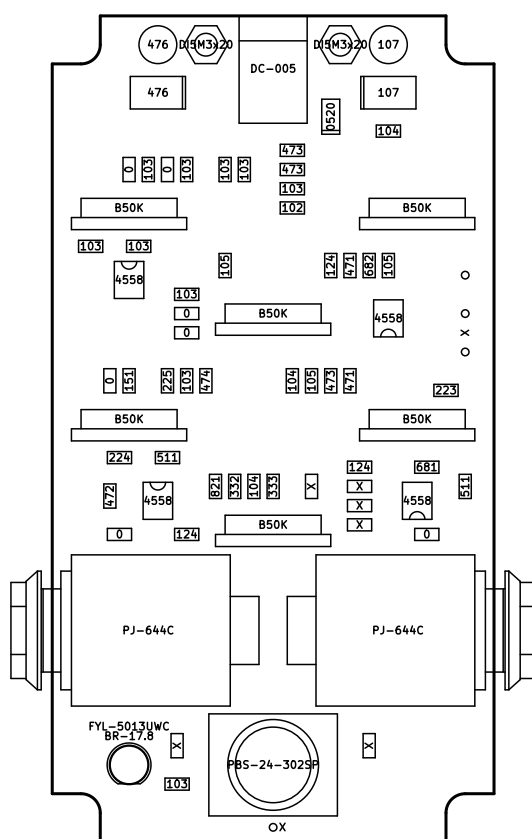 476 DI5M3x20 DI5M3x20 107
DC-005
476 107
0520
104
473
0 103 0 103 103 103 473
103
102
B50K B50K
103 103
105 124 471 682 105
4558
103
0 B50K 4558
0 X
0 151 225 103 474 104 105 473 471
223
B50K B50K
224 511 124 681
472 4558 821 332 104 333 X X 4558 511
X
B50K X
0 124 0
PJ-644C PJ-644C
FYL-5013UWC
BR-17.8 X X
PBS-24-302SP
103
X